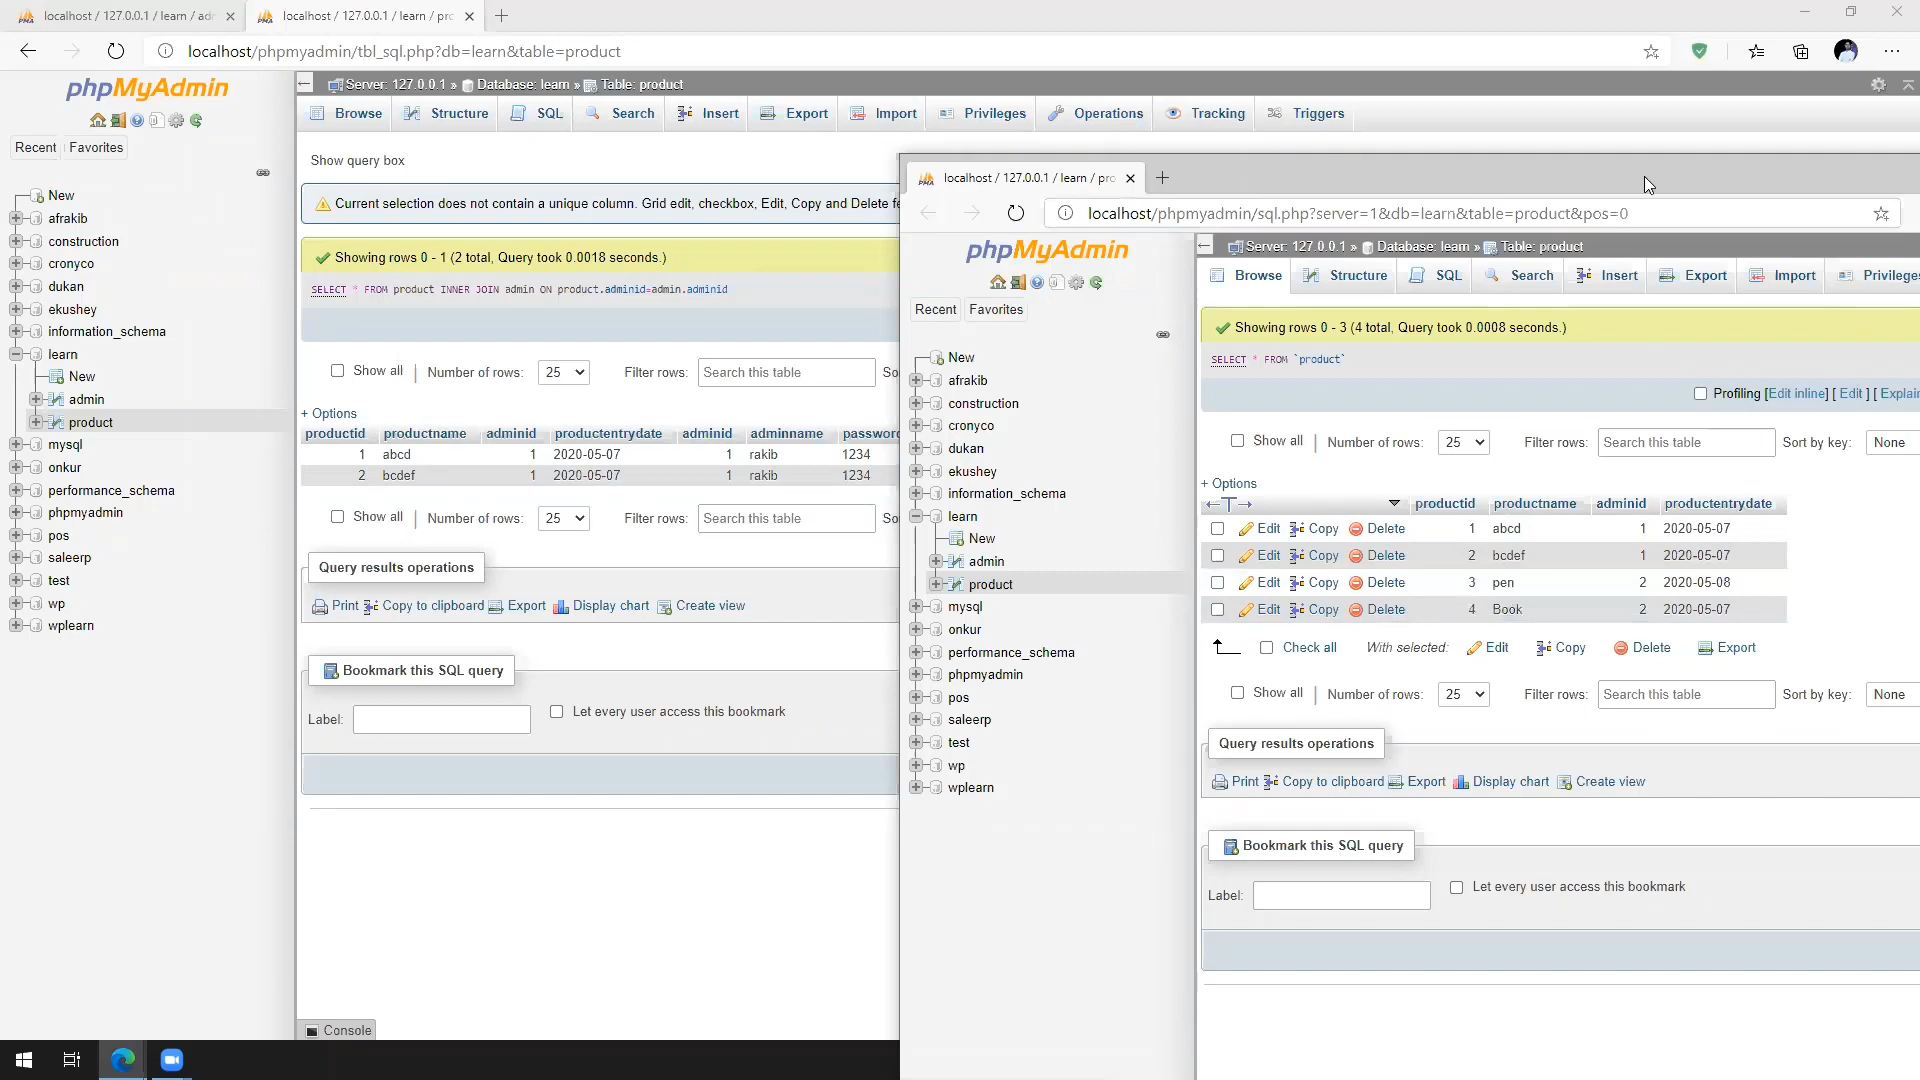 localhost / 127.0.0.1 / learn / adr
localhost / 127.0.0.1 / learn / pro
localhost/phpmyadmin/tbl_sql.php?db=learn&table=product
phpMyAdmin
Recent
Favorites
New
afrakib
construction
cronyco
dukan
ekushey
information_schema
learn
New
admin
product
mysql
onkur
performance_schema
phpmyadmin
pos
saleerp
test
wp
wplearn
Server: 127.0.0.1 » Database: learn » Table: product
Browse Structure SQL Search Insert Export Import Privileges Operations Tracking Triggers
Show query box
Current selection does not contain a unique column. Grid edit, checkbox, Edit, Copy and Delete fe
Showing rows 0 - 1 (2 total, Query took 0.0018 seconds.)
SELECT * FROM product INNER JOIN admin ON product.adminid=admin.adminid
Show all | Number of rows: 25 Filter rows: Search this table So
+ Options
productid productname adminid productentrydate adminid adminname password
1 abcd 1 2020-05-07 1 rakib 1234
2 bcdef 1 2020-05-07 1 rakib 1234
Show all | Number of rows: 25 Filter rows: Search this table
Query results operations
Print Copy to clipboard Export Display chart Create view
Bookmark this SQL query
Label: Let every user access this bookmark
Console
localhost / 127.0.0.1 / learn / pro
localhost/phpmyadmin/sql.php?server=1&db=learn&table=product&pos=0
phpMyAdmin
Recent
Favorites
New
afrakib
construction
cronyco
dukan
ekushey
information_schema
learn
New
admin
product
mysql
onkur
performance_schema
phpmyadmin
pos
saleerp
test
wp
wplearn
Server: 127.0.0.1 » Database: learn » Table: product
Browse Structure SQL Search Insert Export Import Privileges
Showing rows 0 - 3 (4 total, Query took 0.0008 seconds.)
SELECT * FROM `product`
Profiling [Edit inline] [ Edit ] [ Explain
Show all | Number of rows: 25 Filter rows: Search this table Sort by key: None
+ Options
productid productname adminid productentrydate
Edit Copy Delete 1 abcd 1 2020-05-07
Edit Copy Delete 2 bcdef 1 2020-05-07
Edit Copy Delete 3 pen 2 2020-05-08
Edit Copy Delete 4 Book 2 2020-05-07
Check all With selected: Edit Copy Delete Export
Show all | Number of rows: 25 Filter rows: Search this table Sort by key: None
Query results operations
Print Copy to clipboard Export Display chart Create view
Bookmark this SQL query
Label: Let every user access this bookmark